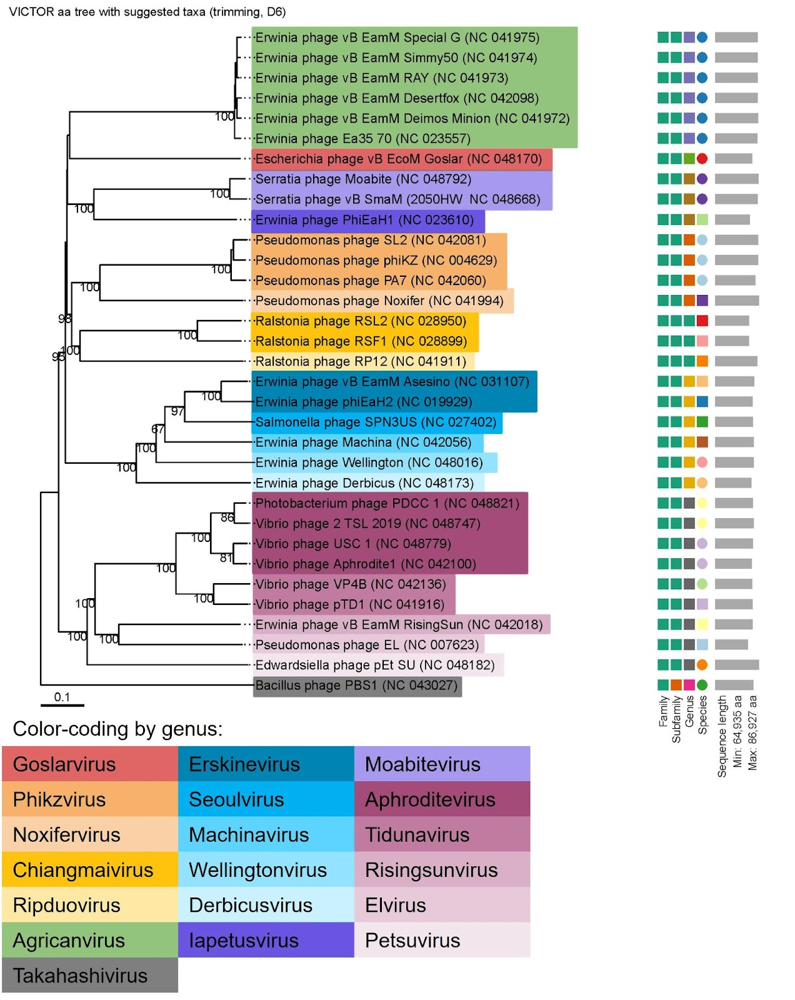 VICTOR aa tree with suggested taxa (trimming, D6)
Erwinia phage vB EamM Special G (NC 041975)
Erwinia phage vB EamM Simmy50 (NC 041974)
Erwinia phage vB EamM RAY (NC 041973)
Erwinia phage vB EamM Desertfox (NC 042098)
100
Erwinia phage vB EamM Deimos Minion (NC 041972)
Erwinia phage Ea35 70 (NC 023557)
Escherichia phage vB EcoM Goslar (NC 048170)
Serratia phage Moabite (NC 048792)
100
Serratia phage vB SmaM (2050HW NC 048668)
100
Erwinia phage PhiEaH1 (NC 023610)
Pseudomonas phage SL2 (NC 042081)
Pseudomonas phage phiKZ (NC 004629)
100
Pseudomonas phage PA7 (NC 042060)
100
Pseudomonas phage Noxifer (NC 041994)
98
Ralstonia phage RSL2 (NC 028950)
100
Ralstonia phage RSF1 (NC 028899)
100
95
Ralstonia phage RP12 (NC 041911)
Erwinia phage vB EamM Asesino (NC 031107)
100
Erwinia phage phiEaH2 (NC 019929)
97
Salmonella phage SPN3US (NC 027402)
67
Erwinia phage Machina (NC 042056)
100
Erwinia phage Wellington (NC 048016)
100
Erwinia phage Derbicus (NC 048173)
Photobacterium phage PDCC 1 (NC 048821)
86
Vibrio phage 2 TSL 2019 (NC 048747)
100
Vibrio phage USC 1 (NC 048779)
81
Vibrio phage Aphrodite1 (NC 042100)
100
Vibrio phage VP4B (NC 042136)
100
Vibrio phage pTD1 (NC 041916)
100
Erwinia phage vB EamM RisingSun (NC 042018)
100
100
Pseudomonas phage EL (NC 007623)
Edwardsiella phage pEt SU (NC 048182)
Bacillus phage PBS1 (NC 043027)
0.1
Family
Subfamily
Genus
Species
Sequence length
Min: 64,935 aa
Max: 86,927 aa
Color-coding by genus:
Goslarvirus Erskinevirus Moabitevirus
Phikzvirus Seoulvirus Aphroditevirus
Noxifervirus Machinavirus Tidunavirus
Chiangmaivirus Wellingtonvirus Risingsunvirus
Ripduovirus Derbicusvirus Elvirus
Agricanvirus Iapetusvirus Petsuvirus
Takahashivirus